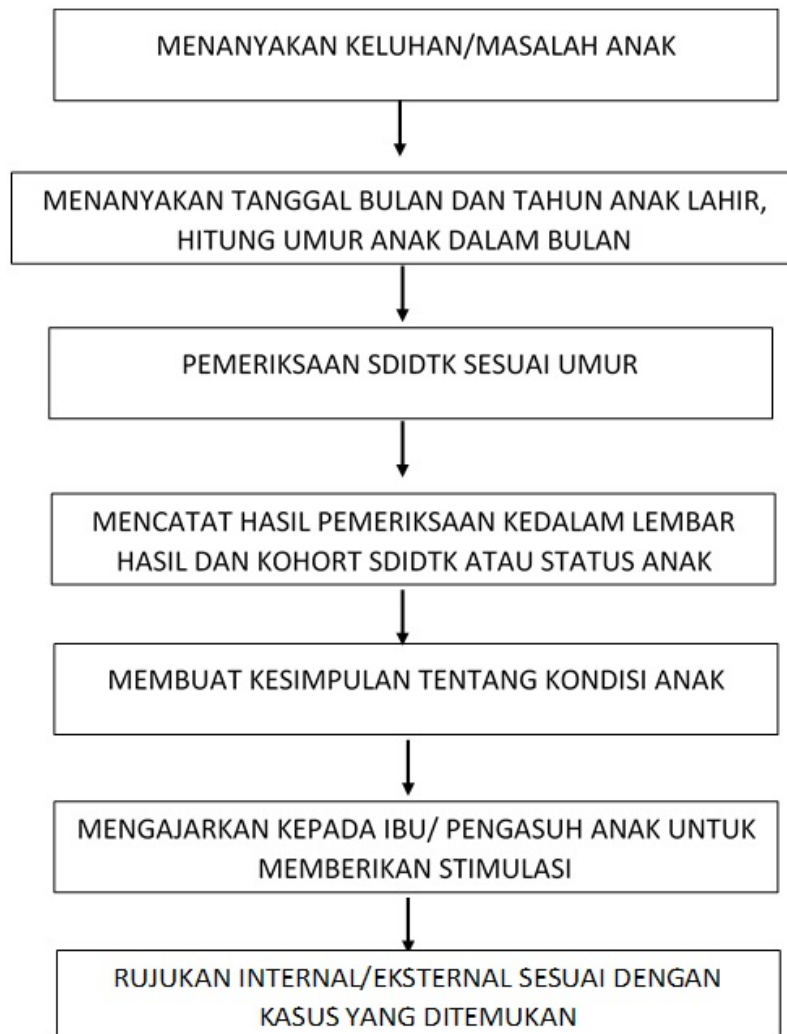 MENANYAKAN KELUHAN/MASALAH ANAK
MENANYAKAN TANGGAL BULAN DAN TAHUN ANAK LAHIR,
HITUNG UMUR ANAK DALAM BULAN
PEMERIKSAAN SDIDTK SESUAI UMUR
MENCATAT HASIL PEMERIKSAAN KEDALAM LEMBAR
HASIL DAN KOHORT SDIDTK ATAU STATUS ANAK
MEMBUAT KESIMPULAN TENTANG KONDISI ANAK
MENGAJARKAN KEPADA IBU/ PENGASUH ANAK UNTUK
MEMBERIKAN STIMULASI
RUJUKAN INTERNAL/EKSTERNAL SESUAI DENGAN
KASUS YANG DITEMUKAN